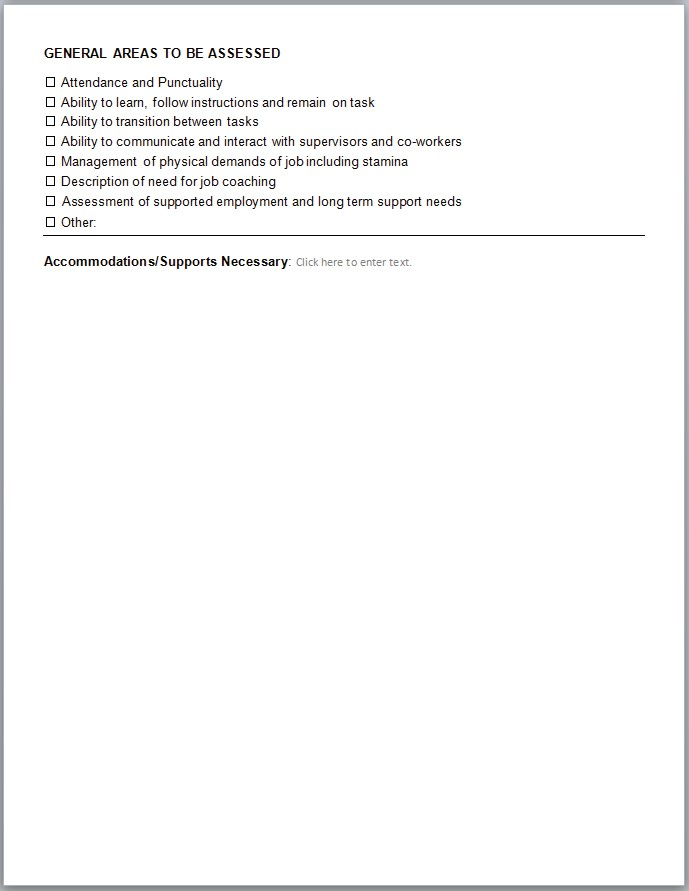 GENERAL AREAS TO BE ASSESSED
☐ Attendance and Punctuality
☐ Ability to learn, follow instructions and remain on task
☐ Ability to transition between tasks
☐ Ability to communicate and interact with supervisors and co-workers
☐ Management of physical demands of job including stamina
☐ Description of need for job coaching
☐ Assessment of supported employment and long term support needs
☐ Other:
Accommodations/Supports Necessary: Click here to enter text.